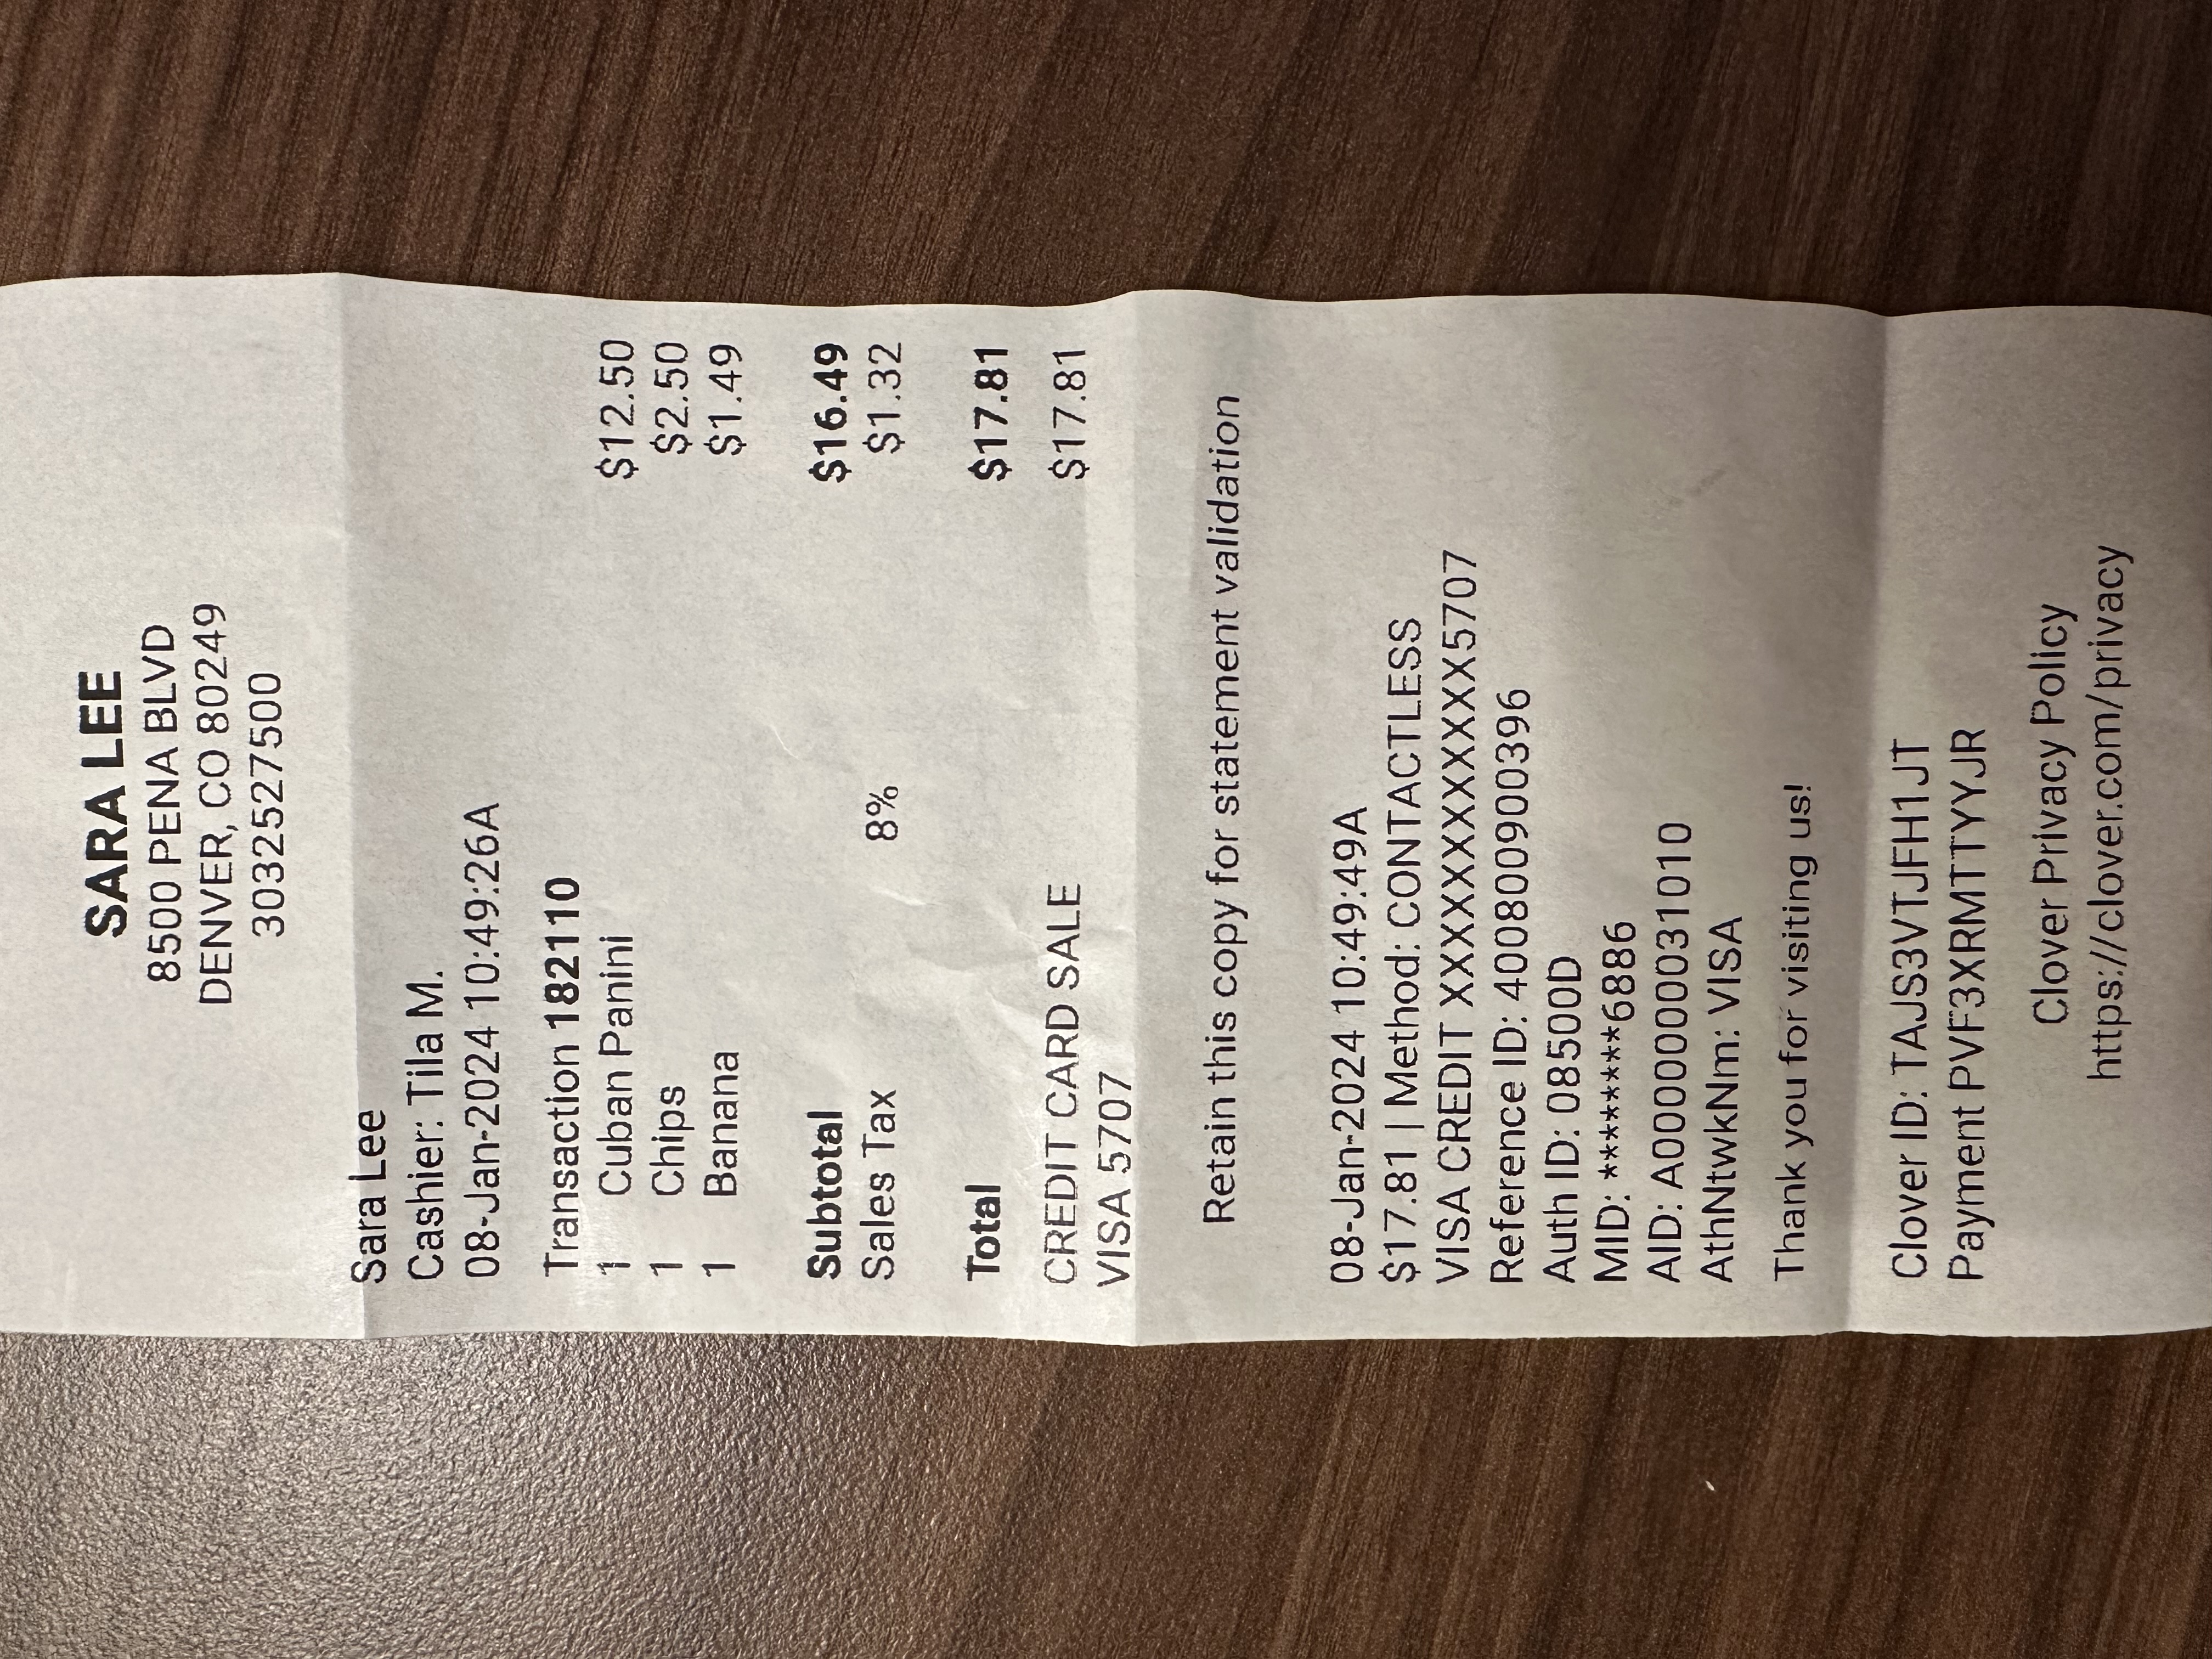 SARA LEE
8500 PENA BLVD
DENVER, CO 80249
3032527500
Sara Lee
Cashier: Tila M.
08-Jan-2024 10:49:26A
Transaction 182110
1 Cuban Panini $12.50
1 Chips $2.50
1 Banana $1.49
Subtotal $16.49
Sales Tax 8% $1.32
Total $17.81
CREDIT CARD SALE $17.81
VISA 5707
Retain this copy for statement validation
08-Jan-2024 10:49:49A
$17.81 | Method: CONTACTLESS
VISA CREDIT XXXXXXXXXXXX5707
Reference ID: 400800900396
Auth ID: 08500D
MID: ********6886
AID: A0000000031010
AthNtwkNm: VISA
Thank you for visiting us!
Clover ID: TAJS3VTJFH1JT
Payment PVF3XRMTTYYJR
Clover Privacy Policy
https://clover.com/privacy